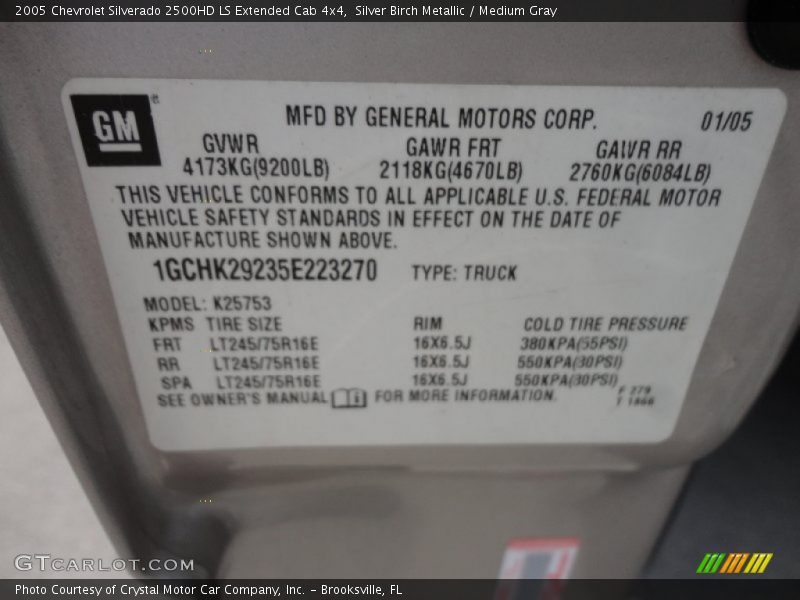 2005 Chevrolet Silverado 2500HD LS Extended Cab 4x4,  Silver Birch Metallic / Medium Gray
GM
MFD BY GENERAL MOTORS CORP. 01/05
GVWR GAWR FRT GAWR RR
4173KG(9200LB) 2118KG(4670LB) 2760KG(6084LB)
THIS VEHICLE CONFORMS TO ALL APPLICABLE U.S. FEDERAL MOTOR
VEHICLE SAFETY STANDARDS IN EFFECT ON THE DATE OF
MANUFACTURE SHOWN ABOVE.
1GCHK29235E223270 TYPE: TRUCK
MODEL: K25753
KPMS TIRE SIZE RIM COLD TIRE PRESSURE
FRT LT245/75R16E 16X6.5J 380KPA(55PSI)
RR LT245/75R16E 16X6.5J 550KPA(80PSI)
SPA LT245/75R16E 16X6.5J 550KPA(80PSI)
SEE OWNER'S MANUAL FOR MORE INFORMATION.
F 279
T 1866
GTCARLOT.COM
Photo Courtesy of Crystal Motor Car Company, Inc. – Brooksville, FL